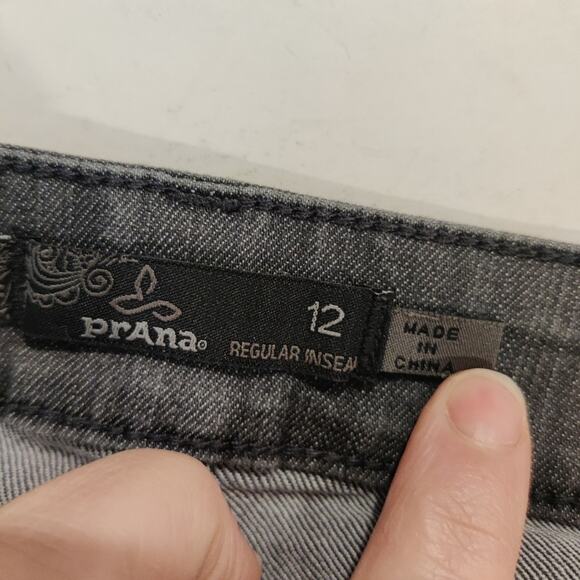 prAna®
12
REGULAR INSEA
MADE
IN
CHINA